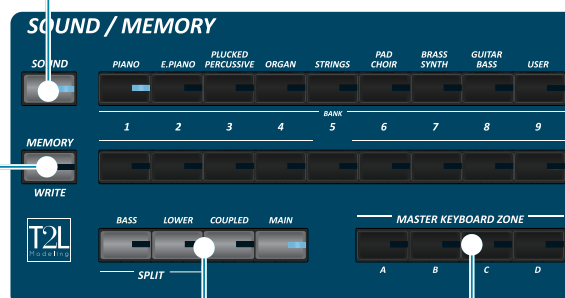 SOUND / MEMORY
SOUND
PIANO E.PIANO PLUCKED PERCUSSIVE ORGAN STRINGS PAD CHOIR BRASS SYNTH GUITAR BASS USER
BANK
1 2 3 4 5 6 7 8 9
MEMORY
WRITE
T2L
Modeling
BASS LOWER COUPLED MAIN
SPLIT
MASTER KEYBOARD ZONE
A B C D